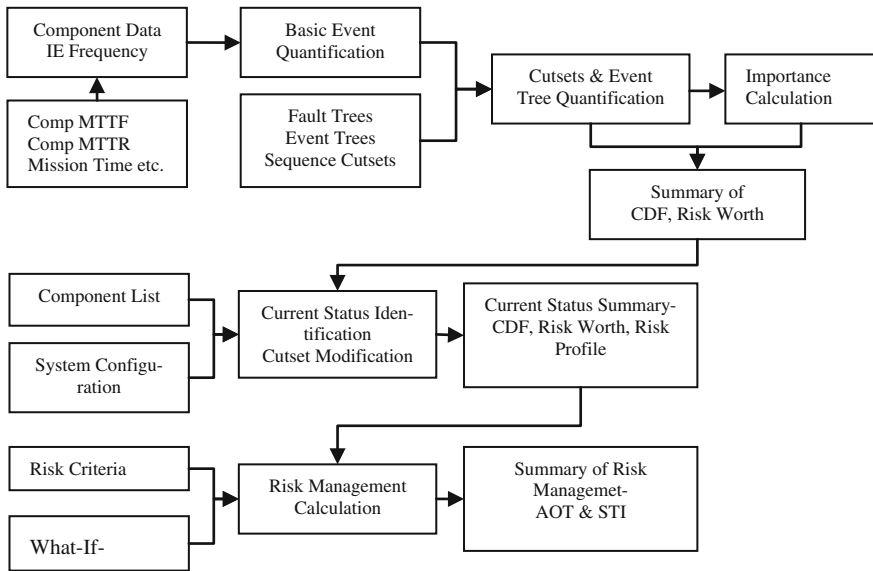 Component Data
IE Frequency
Basic Event
Quantification
Cutsets & Event
Tree Quantification
Importance
Calculation
Comp MTTF
Comp MTTR
Mission Time etc.
Fault Trees
Event Trees
Sequence Cutsets
Summary of
CDF, Risk Worth
Component List
System Configu-
ration
Current Status Iden-
tification
Cutset Modification
Current Status Summary-
CDF, Risk Worth, Risk
Profile
Risk Criteria
What-If-
Risk Management
Calculation
Summary of Risk
Managemet-
AOT & STI